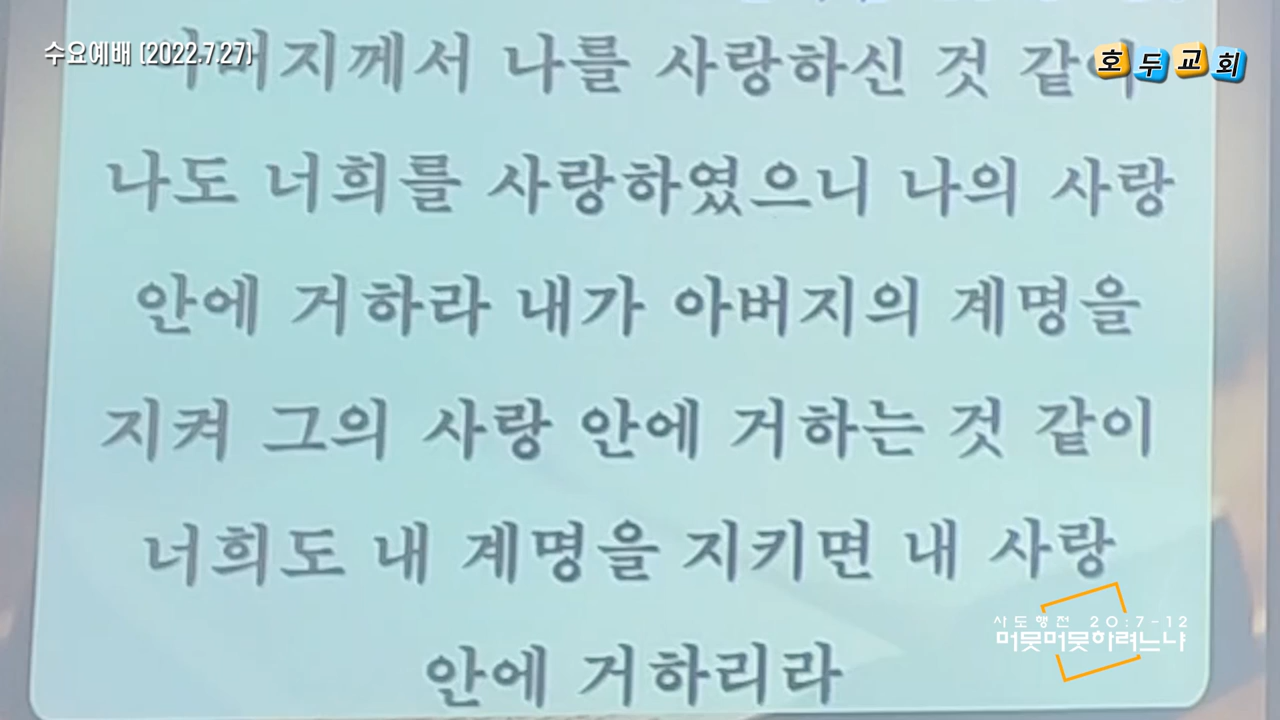 수요예배 (2022.7.27)
호두교회
아버지께서 나를 사랑하신 것 같이
나도 너희를 사랑하였으니 나의 사랑
안에 거하라 내가 아버지의 계명을
지켜 그의 사랑 안에 거하는 것 같이
너희도 내 계명을 지키면 내 사랑
안에 거하리라
사도행전 20:7-12
머뭇머뭇하려느냐